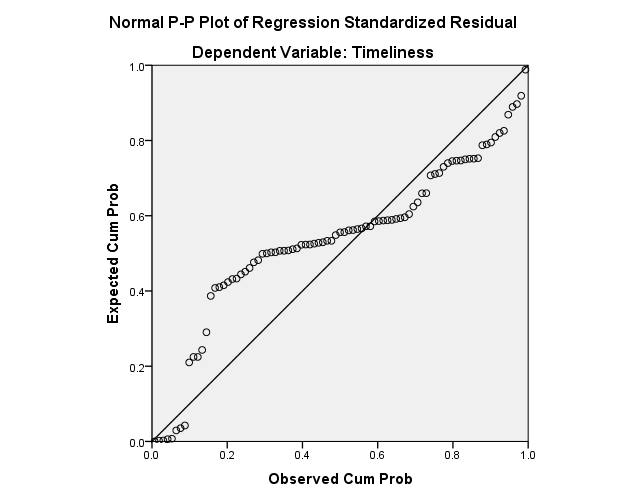 Normal P-P Plot of Regression Standardized Residual
Dependent Variable: Timeliness
Expected Cum Prob
1.0
0.8
0.6
0.4
0.2
0.0
0.0 0.2 0.4 0.6 0.8 1.0
Observed Cum Prob